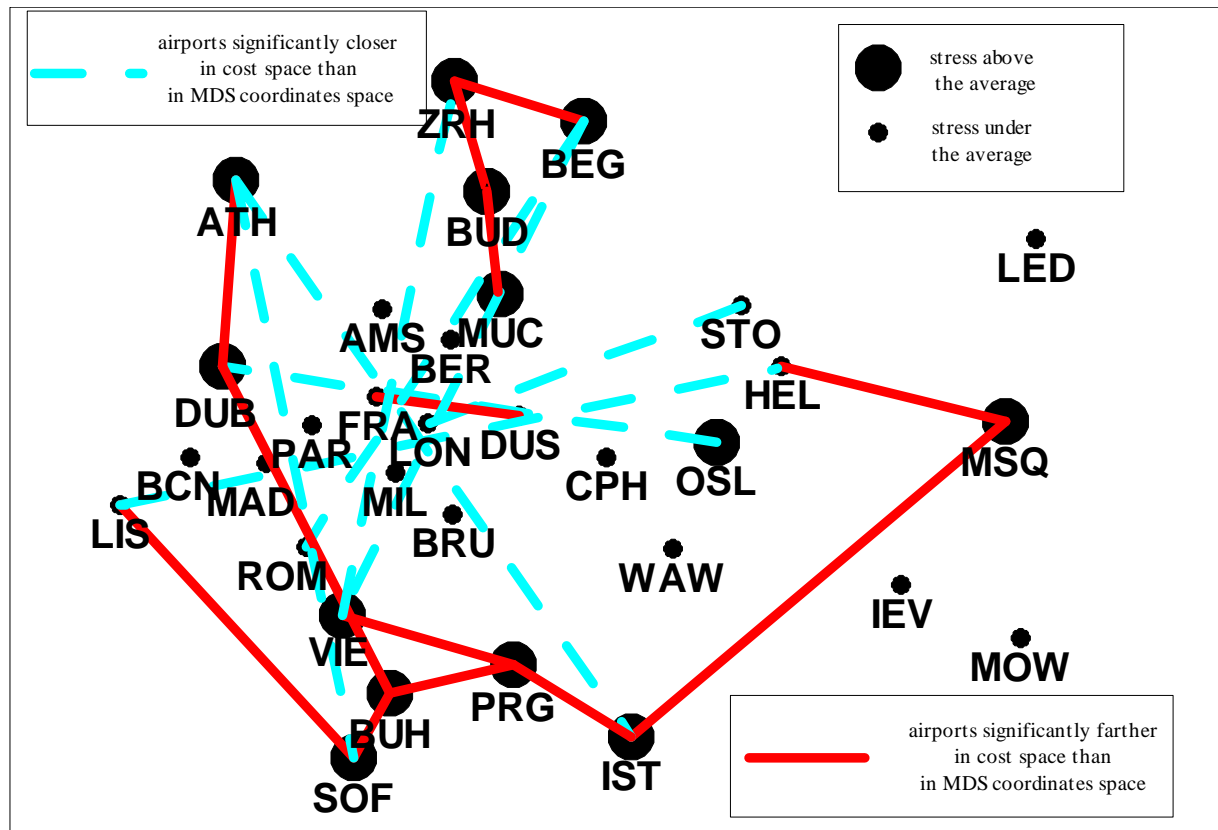 airports significantly closer
in cost space than
in MDS coordinates space
stress above
the average
stress under
the average
ZRH
BEG
ATH
BUD
LED
AMS
MUC
STO
BER
HEL
DUB
FRA
DUS
PAR
LON
MSQ
BCN
MAD
MIL
CPH
OSL
LIS
BRU
ROM
WAW
IEV
VIE
MOW
PRG
BUH
IST
SOF
airports significantly farther
in cost space than
in MDS coordinates space